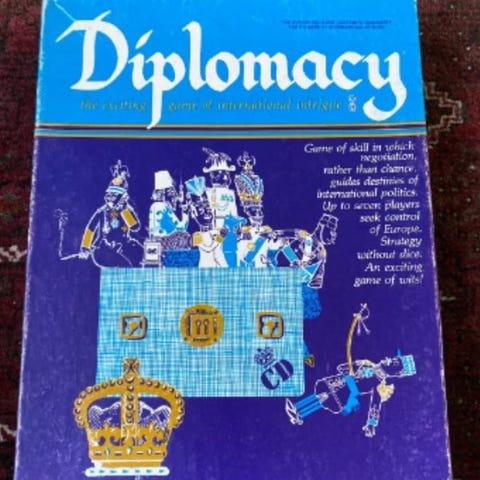 Diplomacy
the exciting game of international intrigue
Game of skill in which
negotiation,
rather than chance,
guides destinies of
international politics.
Up to seven players
seek control
of Europe.
Strategy
without dice.
An exciting
game of wits!
CD